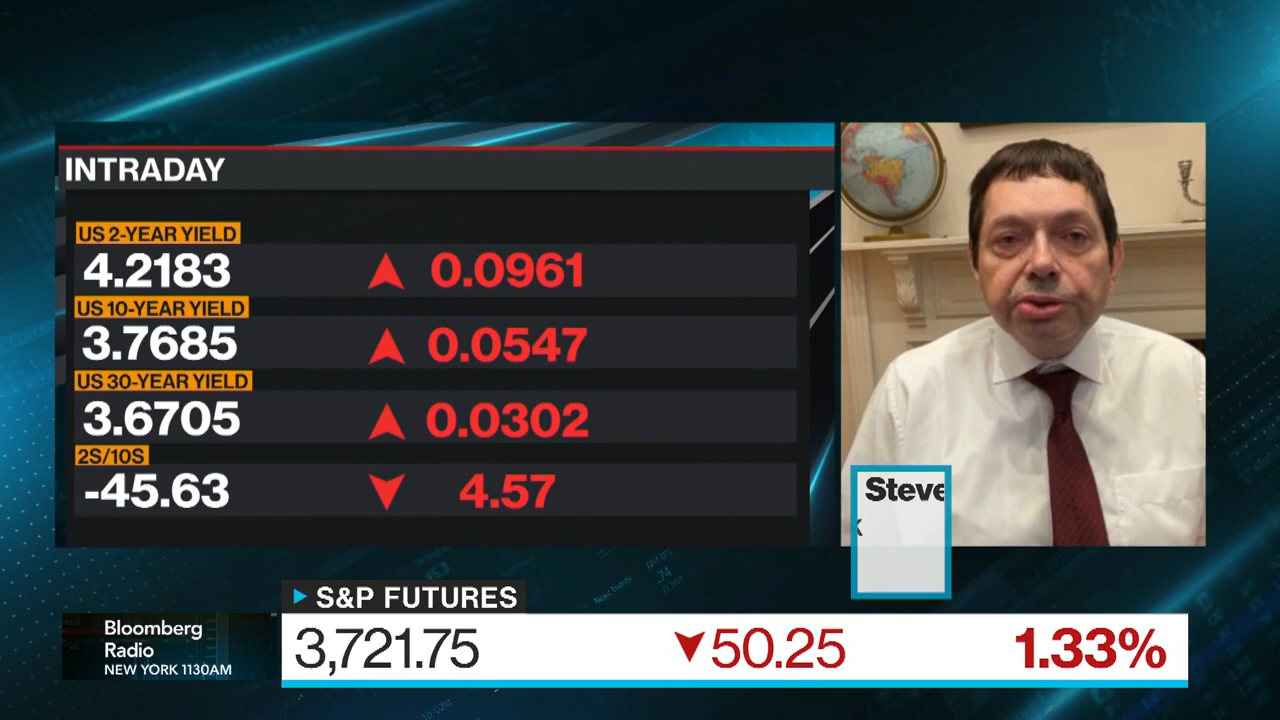 INTRADAY
US 2-YEAR YIELD
4.2183 ▲ 0.0961
US 10-YEAR YIELD
3.7685 ▲ 0.0547
US 30-YEAR YIELD
3.6705 ▲ 0.0302
2S/10S
-45.63 ▼ 4.57
Steve
S&P FUTURES
3,721.75 ▼50.25 1.33%
Bloomberg
Radio
NEW YORK 1130AM